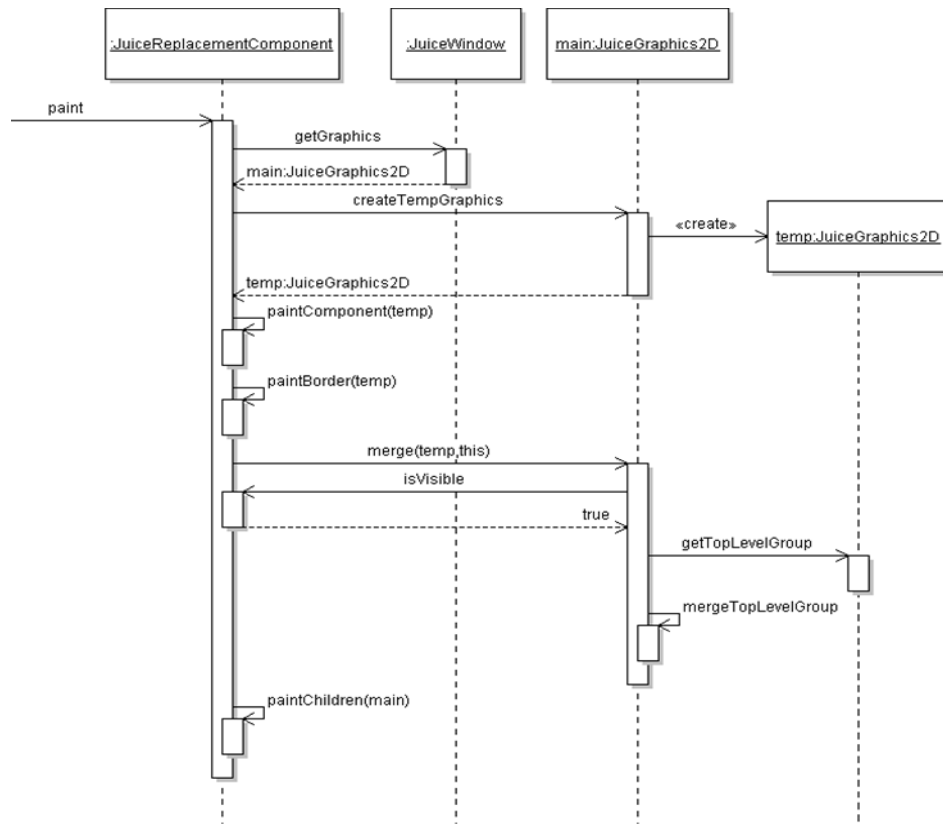 :JuiceReplacementComponent
:JuiceWindow
main:JuiceGraphics2D
paint
getGraphics
main:JuiceGraphics2D
createTempGraphics
«create»
temp:JuiceGraphics2D
temp:JuiceGraphics2D
paintComponent(temp)
paintBorder(temp)
merge(temp,this)
isVisible
true
getTopLevelGroup
mergeTopLevelGroup
paintChildren(main)